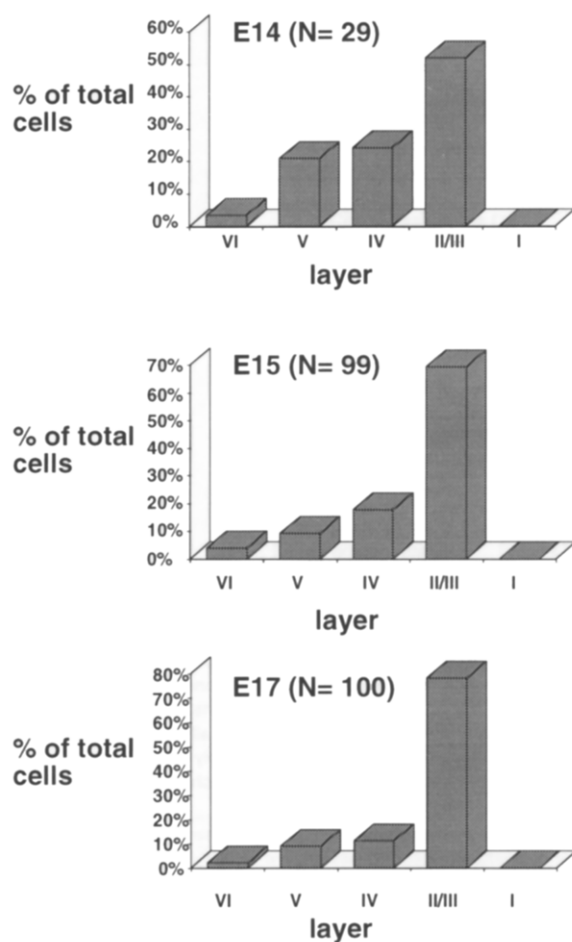 60%
E14 (N= 29)
50%
% of total
cells
40%
30%
20%
10%
0%
VI V IV II/III I
layer
70%
E15 (N= 99)
60%
50%
% of total
cells
40%
30%
20%
10%
0%
VI V IV II/III I
layer
80%
E17 (N= 100)
70%
60%
% of total
cells
50%
40%
30%
20%
10%
0%
VI V IV II/III I
layer